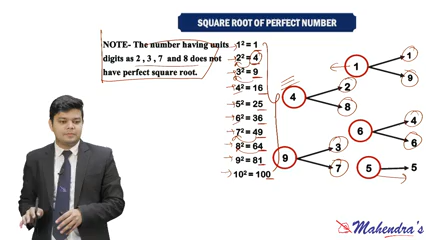 SQUARE ROOT OF PERFECT NUMBER
NOTE- The number having units
digits as 2 , 3 , 7 and 8 does not
have perfect square root.
1² = 1
2² = 4
3² = 9
4² = 16
5² = 25
6² = 36
7² = 49
8² = 64
9² = 81
10² = 100
1
1
9
4
2
8
6
4
6
9
3
7
5
5
Mahendra's